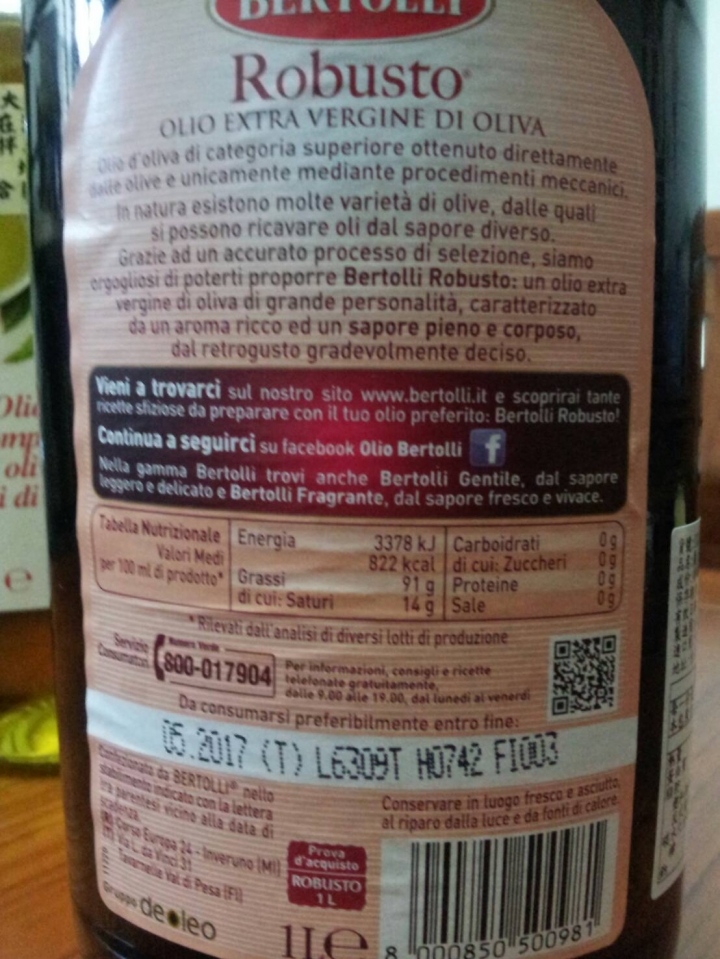 BERTOLLI
Robusto®
OLIO EXTRA VERGINE DI OLIVA
Olio d'oliva di categoria superiore ottenuto direttamente
dalle olive e unicamente mediante procedimenti meccanici.
In natura esistono molte varietà di olive, dalle quali
si possono ricavare oli dal sapore diverso.
Grazie ad un accurato processo di selezione, siamo
orgogliosi di poterti proporre Bertolli Robusto: un olio extra
vergine di oliva di grande personalità, caratterizzato
da un aroma ricco ed un sapore pieno e corposo,
dal retrogusto gradevolmente deciso.
Vieni a trovarci sul nostro sito www.bertolli.it e scoprirai tante
ricette sfiziose da preparare con il tuo olio preferito: Bertolli Robusto!
Continua a seguirci su facebook Olio Bertolli f
Nella gamma Bertolli trovi anche Bertolli Gentile, dal sapore
leggero e delicato e Bertolli Fragrante, dal sapore fresco e vivace.
Tabella Nutrizionale
Valori Medi
per 100 ml di prodotto*
Energia 3378 kJ
822 kcal
Grassi 91 g
di cui: Saturi 14 g
Carboidrati 0 g
di cui: Zuccheri 0 g
Proteine 0 g
Sale 0 g
* Rilevati dall'analisi di diversi lotti di produzione
Servizio
Consumatori
Numero Verde
800-017904
Per informazioni, consigli e ricette
telefonate gratuitamente,
dalle 9.00 alle 19.00, dal lunedì al venerdì
Da consumarsi preferibilmente entro fine:
05.2017 (T) L6309T H0742 FI003
Confezionato da BERTOLLI® nello
stabilimento indicato con la lettera
tra parentesi vicino alla data di
scadenza.
Corso Europa 24 - Inveruno (MI)
(T) Via L. da Vinci 31
Tavarnelle Val di Pesa (FI)
Gruppo deoleo
Prova
d'acquisto
ROBUSTO
1 L
1L e
Conservare in luogo fresco e asciutto,
al riparo dalla luce e da fonti di calore.
8 000850 500981
Olio
oli
i di
e